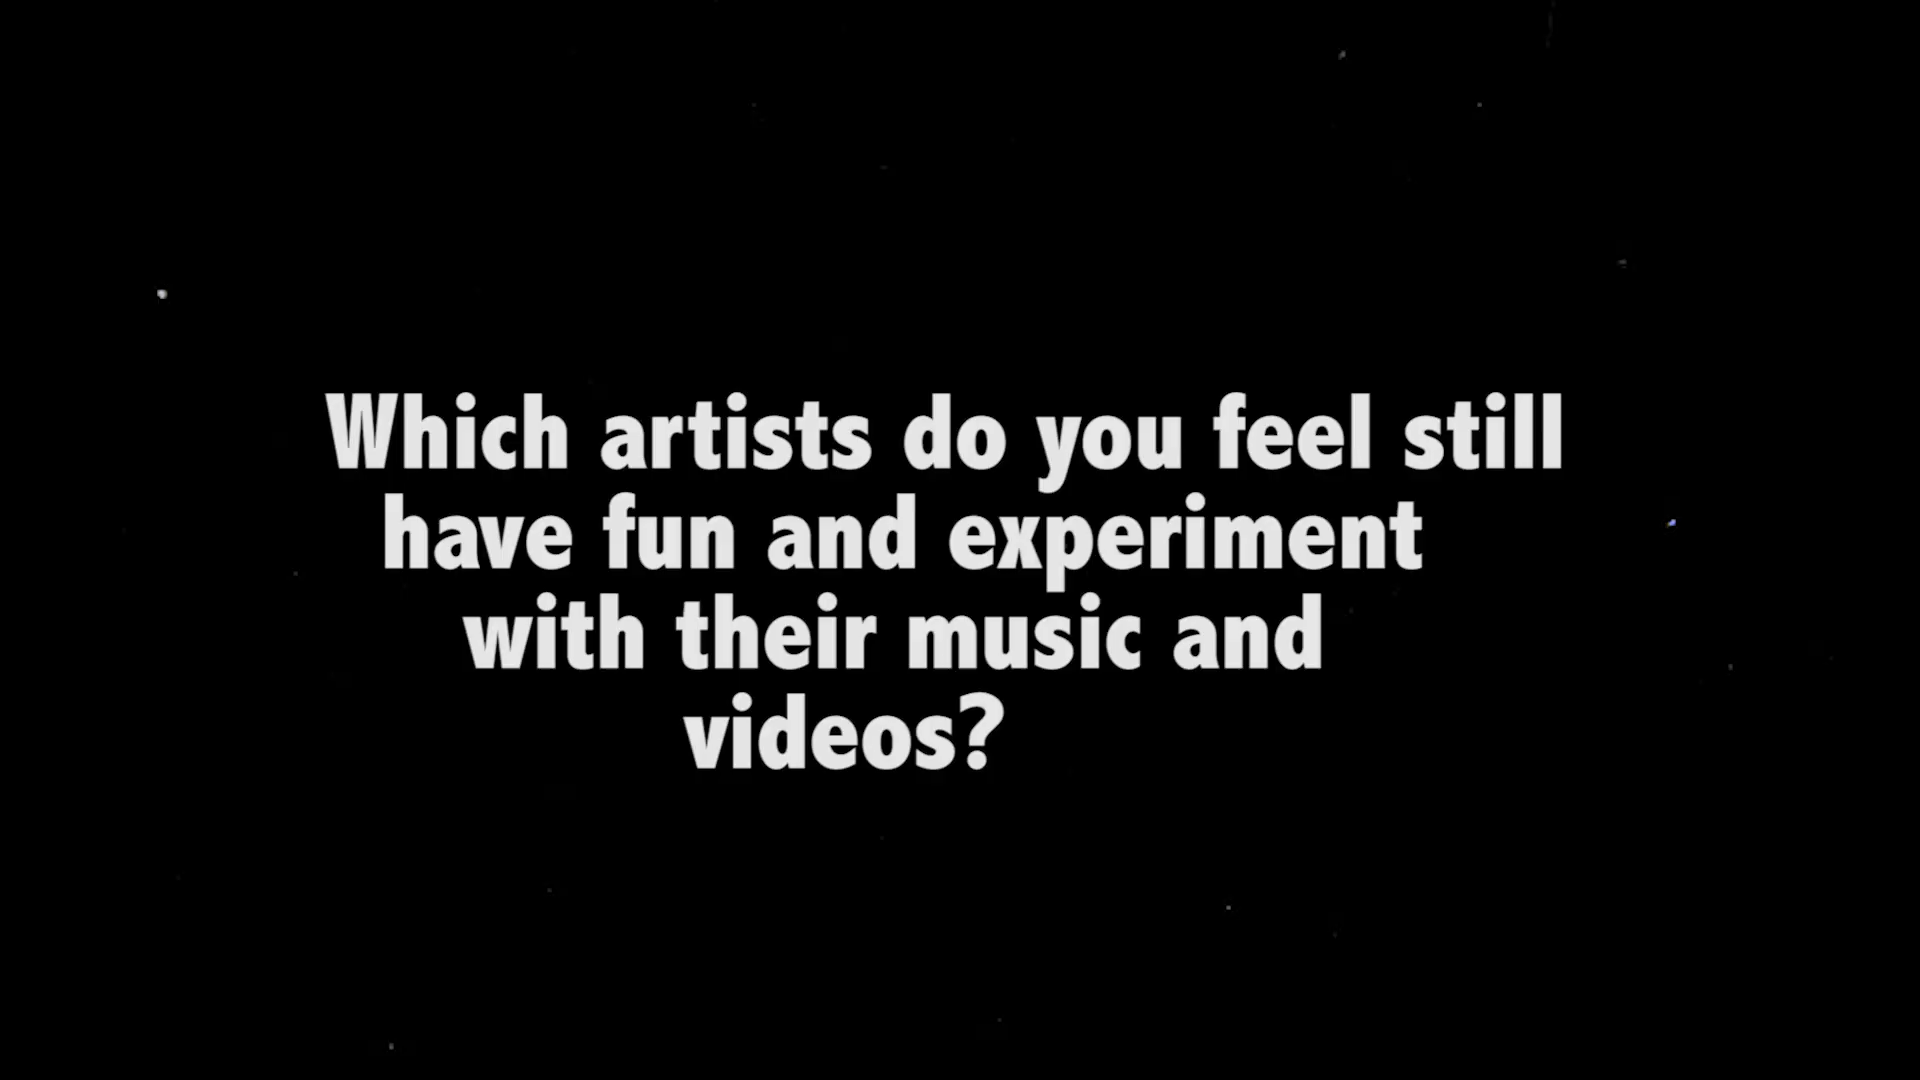 Which artists do you feel still
have fun and experiment
with their music and
videos?